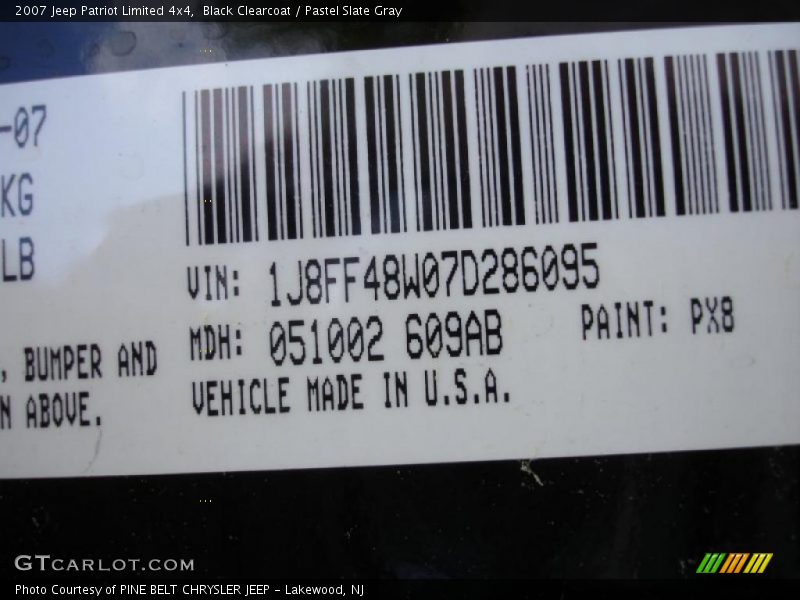 2007 Jeep Patriot Limited 4x4,  Black Clearcoat / Pastel Slate Gray
-07
KG
LB
VIN: 1J8FF48W07D286095
MDH: 051002 609AB PAINT: PX8
, BUMPER AND
VEHICLE MADE IN U.S.A.
N ABOVE.
GTCARLOT.COM
Photo Courtesy of PINE BELT CHRYSLER JEEP - Lakewood, NJ